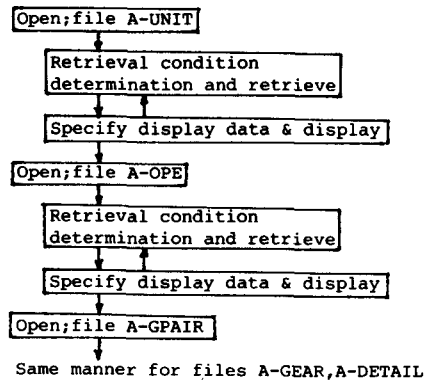 Open;file A-UNIT
Retrieval condition
determination and retrieve
Specify display data & display
Open;file A-OPE
Retrieval condition
determination and retrieve
Specify display data & display
Open;file A-GPAIR
Same manner for files A-GEAR,A-DETAIL